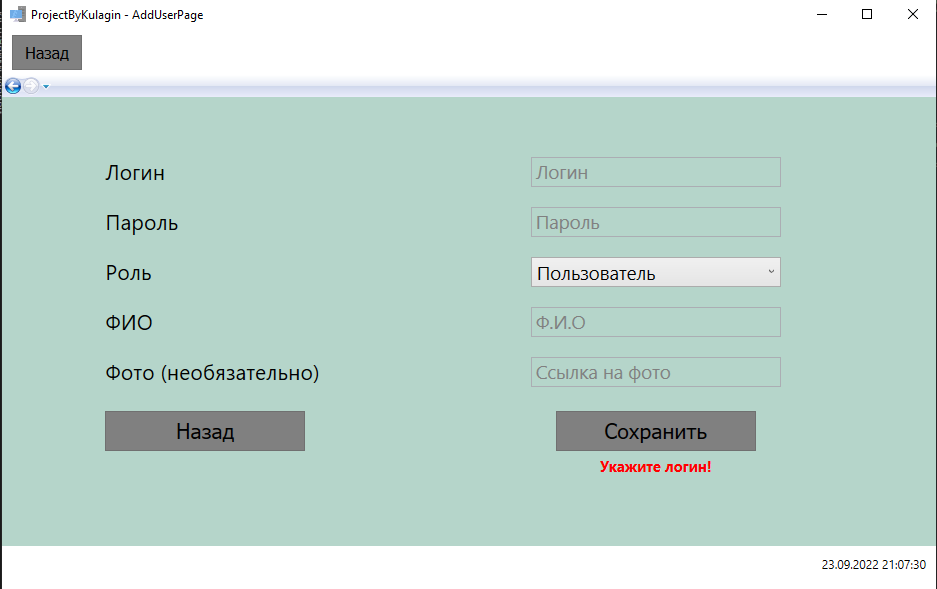 ProjectByKulagin - AddUserPage
Назад
Логин Логин
Пароль Пароль
Роль Пользователь
ФИО Ф.И.О
Фото (необязательно) Ссылка на фото
Назад Сохранить
Укажите логин!
23.09.2022 21:07:30